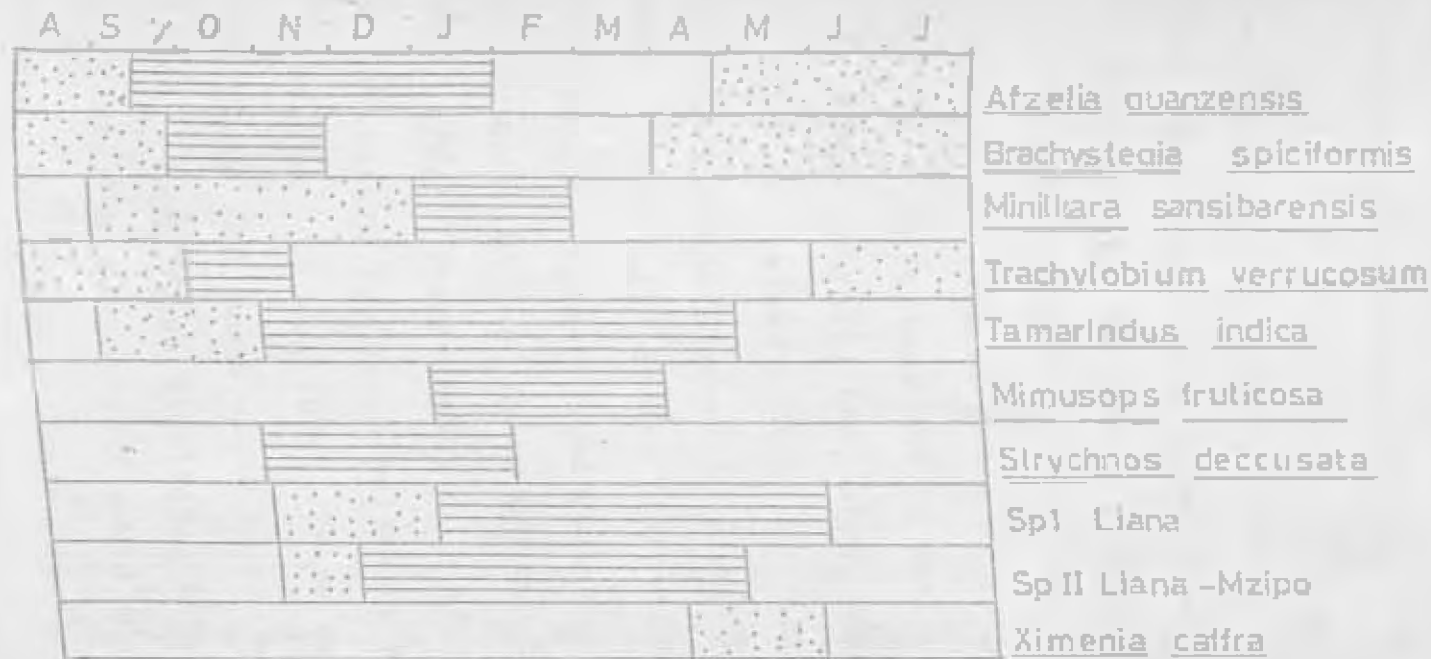 A S O N D J F M A M J J
Afzelia quanzensis
Brachystegia spiciformis
Minilkara sansibarensis
Trachylobium verrucosum
Tamarindus indica
Mimusops fruticosa
Strychnos deccusata
Sp1 Liana
Sp II Liana - Mzipo
Ximenia caffra